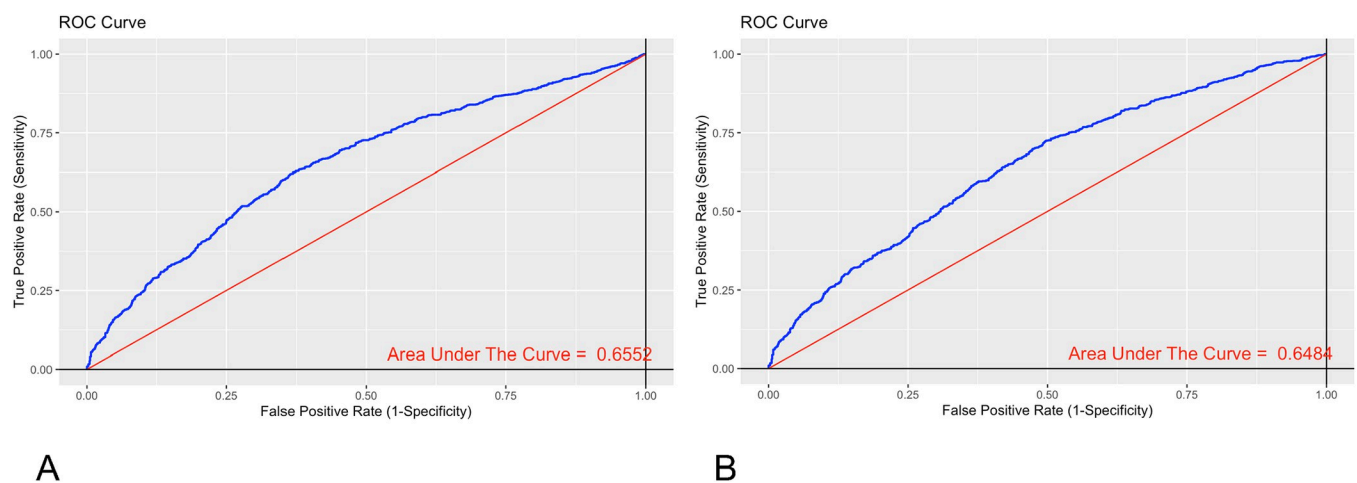 ROC Curve
1.00
0.75
0.50
0.25
0.00
True Positive Rate (Sensitivity)
Area Under The Curve = 0.6552
0.00 0.25 0.50 0.75 1.00
False Positive Rate (1-Specificity)
A
ROC Curve
1.00
0.75
0.50
0.25
0.00
True Positive Rate (Sensitivity)
Area Under The Curve = 0.6484
0.00 0.25 0.50 0.75 1.00
False Positive Rate (1-Specificity)
B